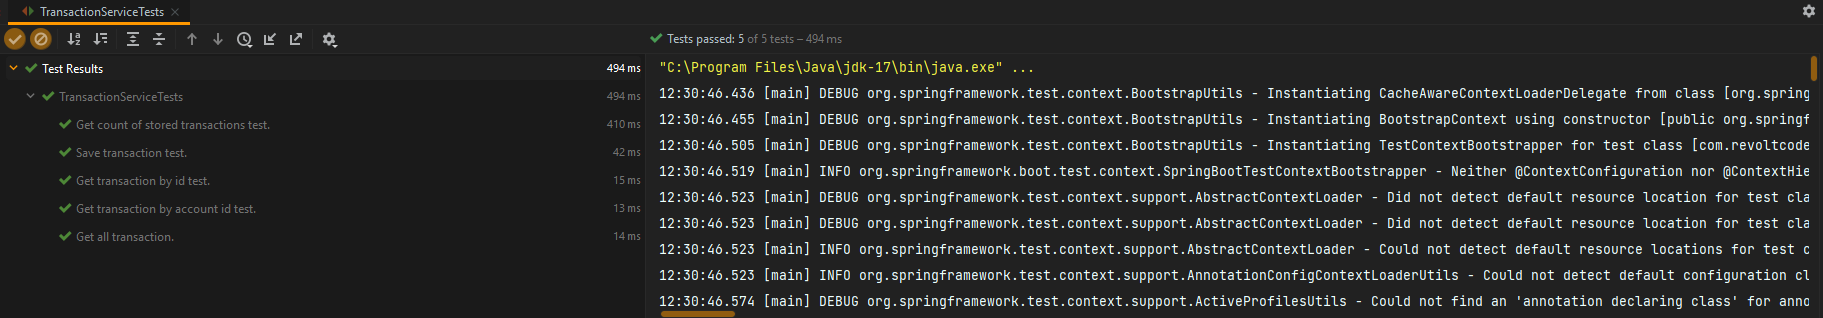 TransactionServiceTests
Tests passed: 5 of 5 tests – 494 ms
Test Results 494 ms
TransactionServiceTests 494 ms
Get count of stored transactions test. 410 ms
Save transaction test. 42 ms
Get transaction by id test. 15 ms
Get transaction by account id test. 13 ms
Get all transaction. 14 ms
"C:\Program Files\Java\jdk-17\bin\java.exe" ...
12:30:46.436 [main] DEBUG org.springframework.test.context.BootstrapUtils - Instantiating CacheAwareContextLoaderDelegate from class [org.spring
12:30:46.455 [main] DEBUG org.springframework.test.context.BootstrapUtils - Instantiating BootstrapContext using constructor [public org.springf
12:30:46.505 [main] DEBUG org.springframework.test.context.BootstrapUtils - Instantiating TestContextBootstrapper for test class [com.revoltcode
12:30:46.519 [main] INFO org.springframework.boot.test.context.SpringBootTestContextBootstrapper - Neither @ContextConfiguration nor @ContextHie
12:30:46.523 [main] DEBUG org.springframework.test.context.support.AbstractContextLoader - Did not detect default resource location for test cla
12:30:46.523 [main] DEBUG org.springframework.test.context.support.AbstractContextLoader - Did not detect default resource location for test cla
12:30:46.523 [main] INFO org.springframework.test.context.support.AbstractContextLoader - Could not detect default resource locations for test c
12:30:46.523 [main] INFO org.springframework.test.context.support.AnnotationConfigContextLoaderUtils - Could not detect default configuration cl
12:30:46.574 [main] DEBUG org.springframework.test.context.support.ActiveProfilesUtils - Could not find an 'annotation declaring class' for anno